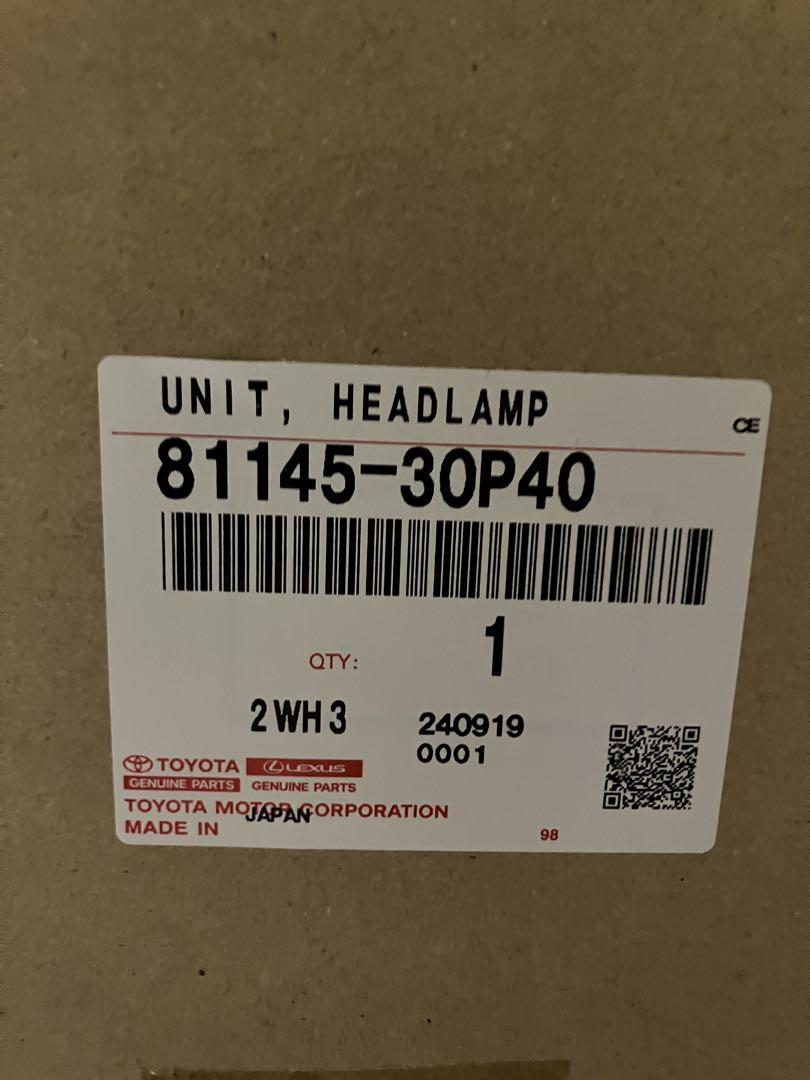 UNIT, HEADLAMP
CE
81145-30P40
QTY: 1
2WH3 240919
0001
TOYOTA LEXUS
GENUINE PARTS GENUINE PARTS
TOYOTA MOTOR CORPORATION
MADE IN JAPAN
98